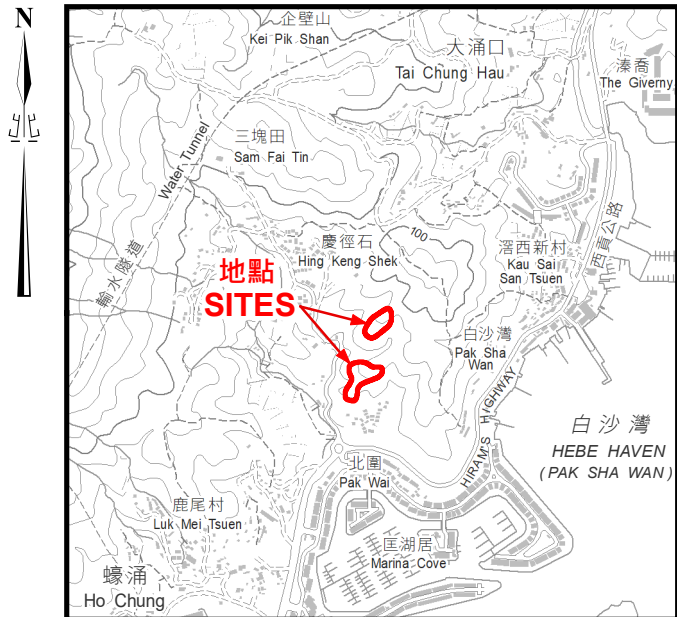 N
企壁山
Kei Pik Shan
大涌口
Tai Chung Hau
溱喬
The Giverny
三塊田
Sam Fai Tin
Water Tunnel
輸水隧道
慶徑石
Hing Keng Shek
100
滘西新村
Kau Sai
San Tsuen
西貢公路
地點
SITES
白沙灣
Pak Sha
Wan
HIRAM'S HIGHWAY
白沙灣
HEBE HAVEN
(PAK SHA WAN)
北圍
Pak Wai
鹿尾村
Luk Mei Tsuen
匡湖居
Marina Cove
蠔涌
Ho Chung